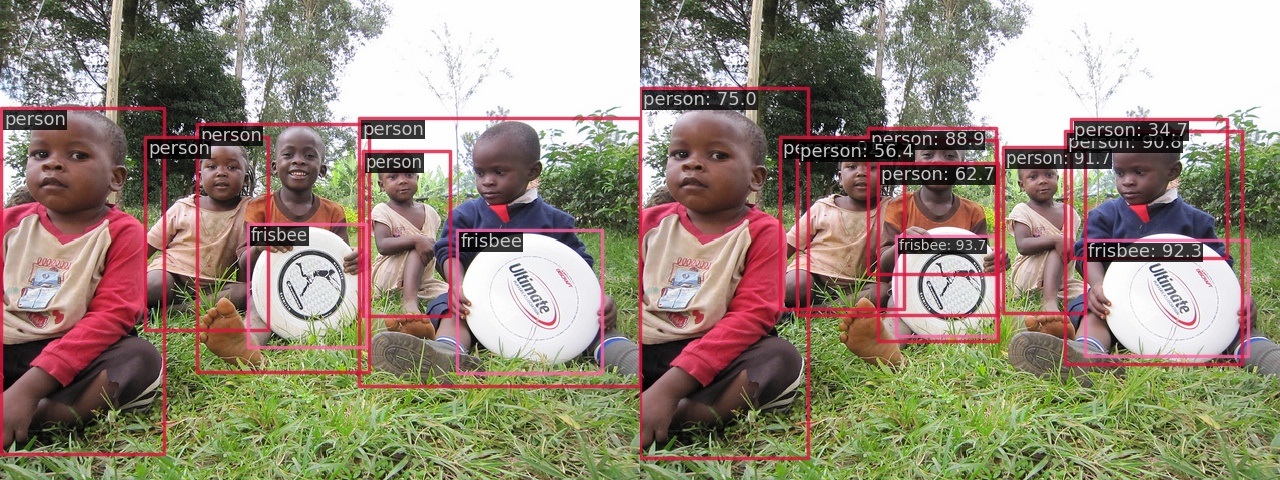 person
person
person
person
person
frisbee
frisbee
Ultimate
person: 75.0
person: 88.9
person: 56.4
person: 62.7
person: 34.7
person: 90.8
person: 91.7
frisbee: 93.7
frisbee: 92.3
Ultimate